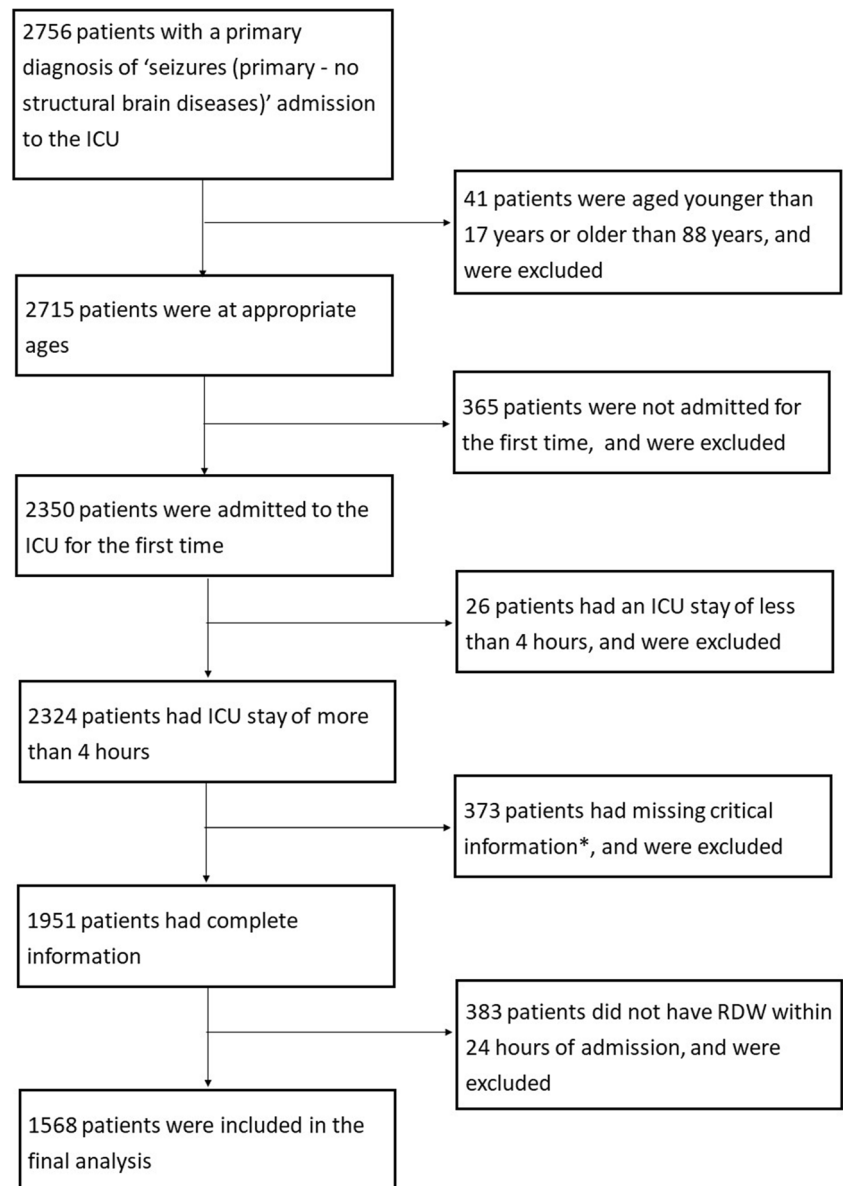 2756 patients with a primary
diagnosis of ‘seizures (primary - no
structural brain diseases)’ admission
to the ICU
41 patients were aged younger than
17 years or older than 88 years, and
were excluded
2715 patients were at appropriate
ages
365 patients were not admitted for
the first time, and were excluded
2350 patients were admitted to the
ICU for the first time
26 patients had an ICU stay of less
than 4 hours, and were excluded
2324 patients had ICU stay of more
than 4 hours
373 patients had missing critical
information*, and were excluded
1951 patients had complete
information
383 patients did not have RDW within
24 hours of admission, and were
excluded
1568 patients were included in the
final analysis